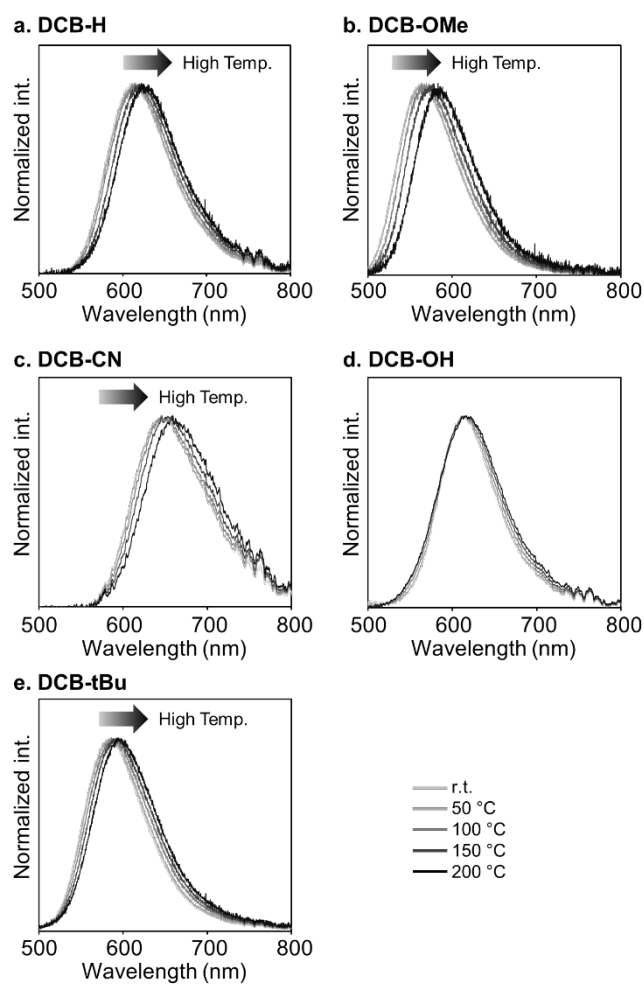 a. DCB-H
High Temp.
Normalized int.
500 600 700 800
Wavelength (nm)
b. DCB-OMe
High Temp.
Normalized int.
500 600 700 800
Wavelength (nm)
c. DCB-CN
High Temp.
Normalized int.
500 600 700 800
Wavelength (nm)
d. DCB-OH
Normalized int.
500 600 700 800
Wavelength (nm)
e. DCB-tBu
High Temp.
Normalized int.
500 600 700 800
Wavelength (nm)
r.t.
50 °C
100 °C
150 °C
200 °C